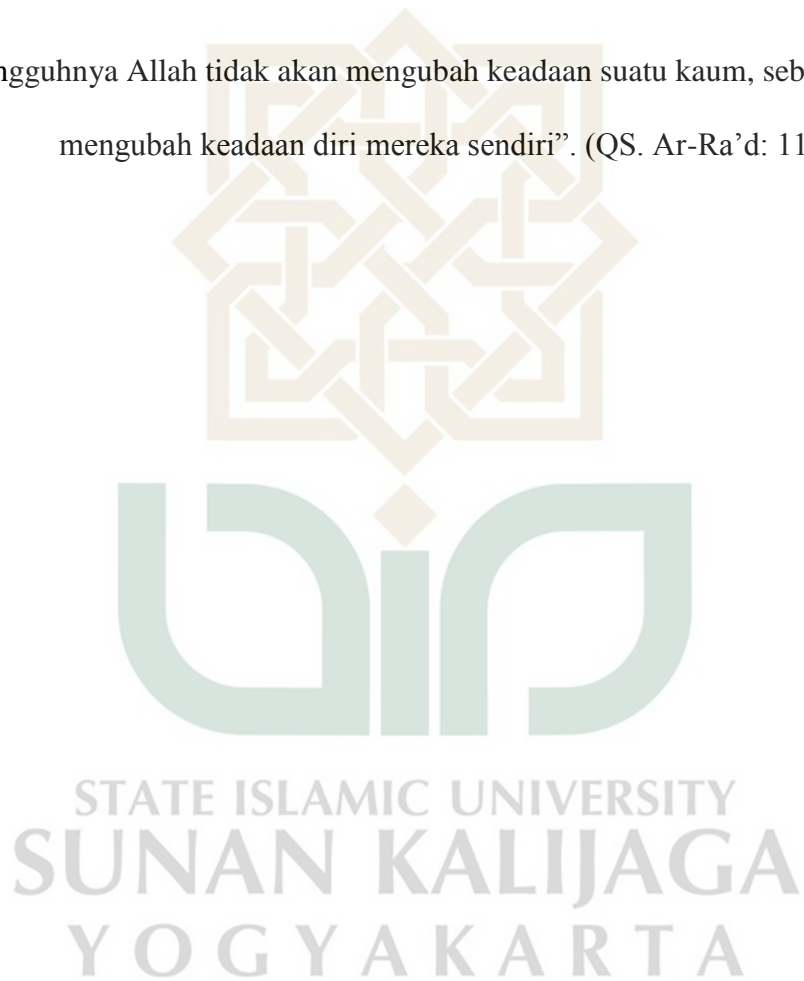 ngguhnya Allah tidak akan mengubah keadaan suatu kaum, seb
mengubah keadaan diri mereka sendiri”. (QS. Ar-Ra’d: 11
STATE ISLAMIC UNIVERSITY
SUNAN KALIJAGA
YOGYAKARTA